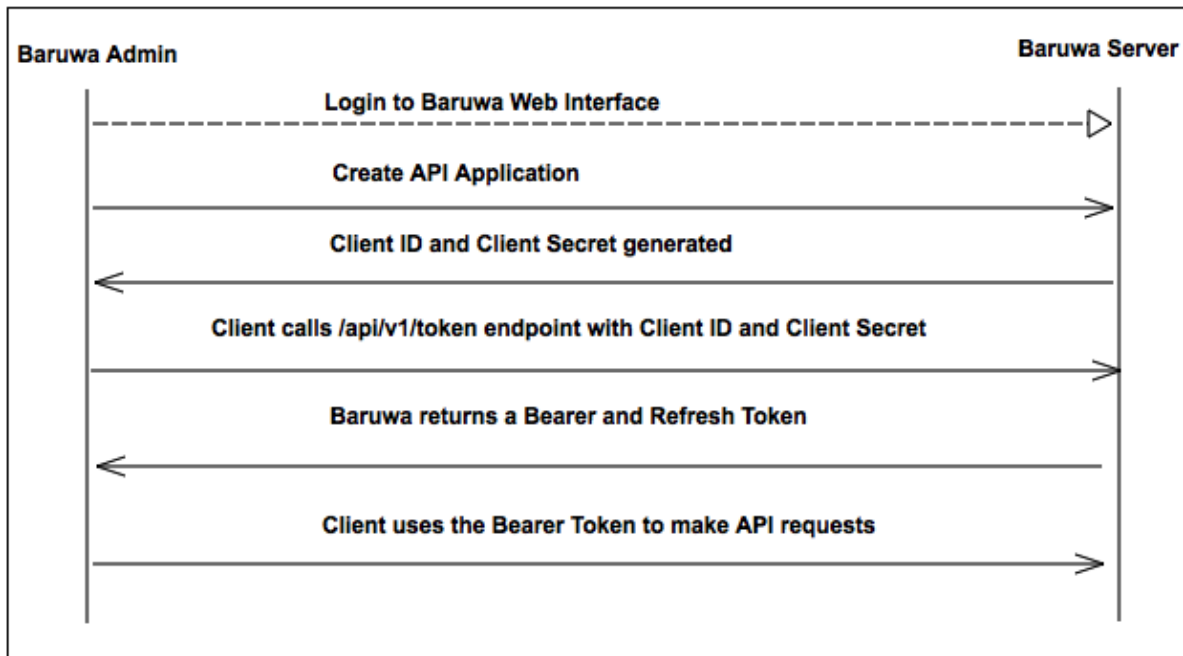 Baruwa Admin
Baruwa Server
Login to Baruwa Web Interface
Create API Application
Client ID and Client Secret generated
Client calls /api/v1/token endpoint with Client ID and Client Secret
Baruwa returns a Bearer and Refresh Token
Client uses the Bearer Token to make API requests